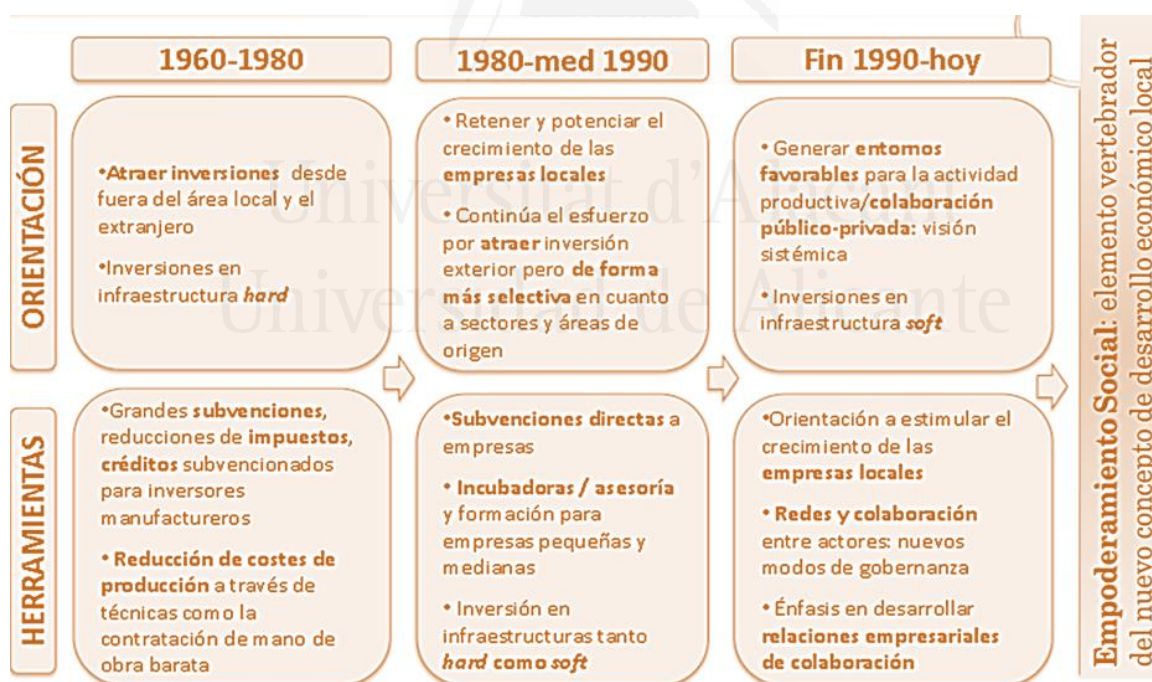 1960-1980
1980-med 1990
Fin 1990-hoy
ORIENTACIÓN
•Atraer inversiones desde
fuera del área local y el
extranjero
•Inversiones en
infraestructura hard
• Retener y potenciar el
crecimiento de las
empresas locales
• Continúa el esfuerzo
por atraer inversión
exterior pero de forma
más selectiva en cuanto
a sectores y áreas de
origen
• Generar entornos
favorables para la actividad
productiva/colaboración
público-privada: visión
sistémica
• Inversiones en
infraestructura soft
HERRAMIENTAS
•Grandes subvenciones,
reducciones de impuestos,
créditos subvencionados
para inversores
manufactureros
• Reducción de costes de
producción a través de
técnicas como la
contratación de mano de
obra barata
•Subvenciones directas a
empresas
• Incubadoras / asesoría
y formación para
empresas pequeñas y
medianas
• Inversión en
infraestructuras tanto
hard como soft
•Orientación a estimular el
crecimiento de las
empresas locales
• Redes y colaboración
entre actores: nuevos
modos de gobernanza
• Énfasis en desarrollar
relaciones empresariales
de colaboración
Empoderamiento Social: elemento vertebrador
del nuevo concepto de desarrollo económico local
Universitat d'Alacant
Universidad de Alicante